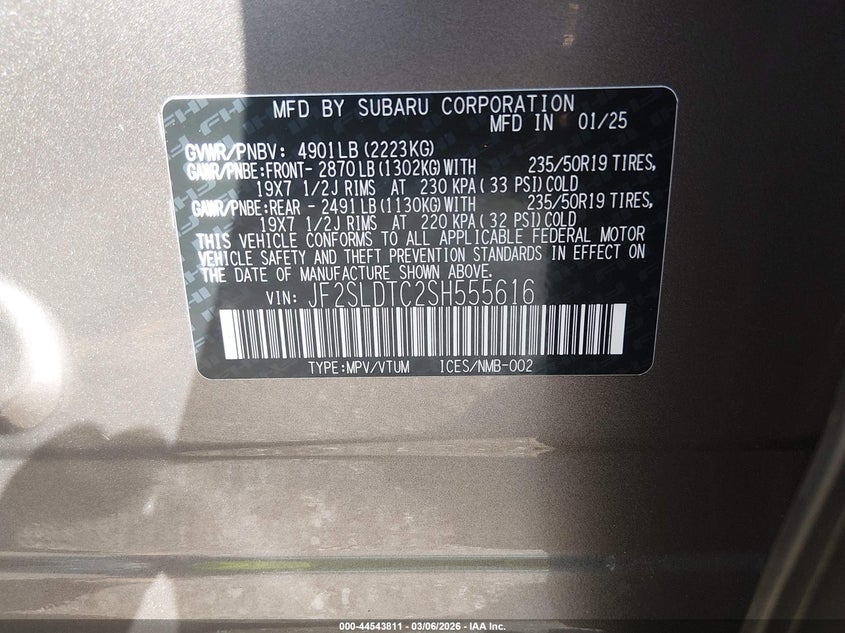 MFD BY SUBARU CORPORATION
MFD IN 01/25
GVWR/PNBV: 4901LB(2223KG)
GAWR/PNBE:FRONT- 2870LB(1302KG)WITH 235/50R19 TIRES,
19X7 1/2J RIMS AT 230 KPA(33 PSI)COLD
GAWR/PNBE:REAR - 2491LB(1130KG)WITH 235/50R19 TIRES,
19X7 1/2J RIMS AT 220 KPA(32 PSI)COLD
THIS VEHICLE CONFORMS TO ALL APPLICABLE FEDERAL MOTOR
VEHICLE SAFETY AND THEFT PREVENTION STANDARDS IN EFFECT ON
THE DATE OF MANUFACTURE SHOWN ABOVE.
VIN: JF2SLDTC2SH555616
TYPE:MPV/VTUM ICES/NMB-002
000-44543811 - 03/06/2026 - IAA Inc.